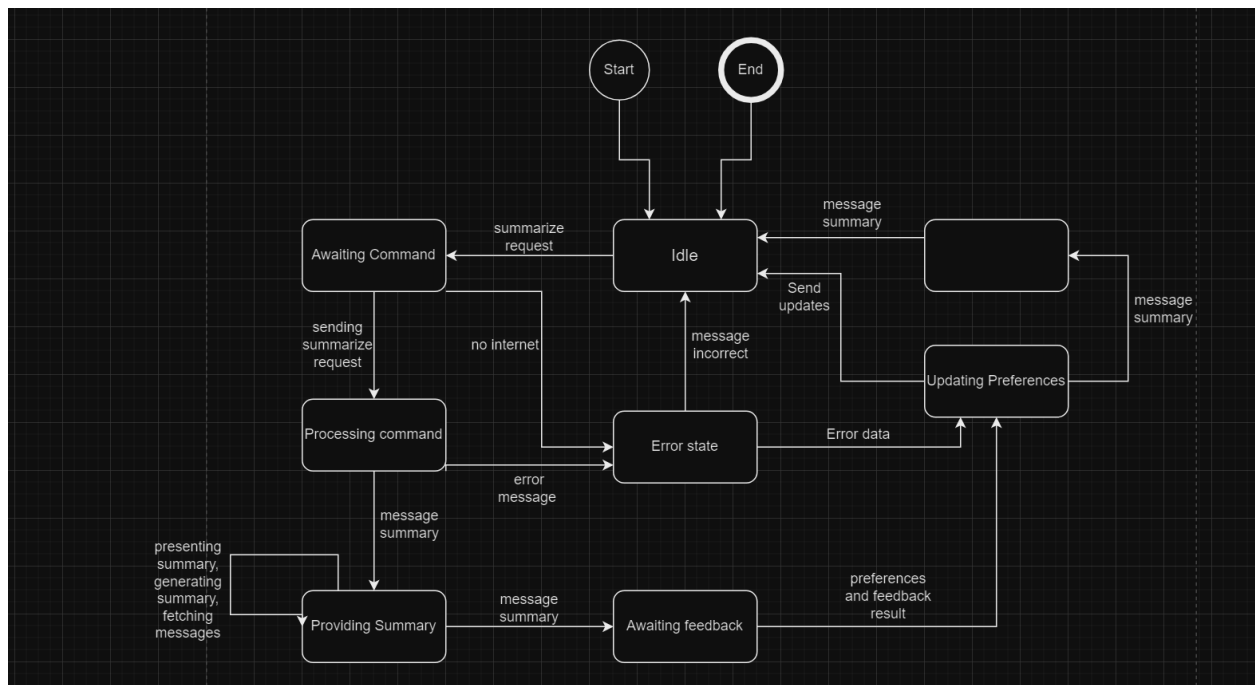 Start
End
message
summary
summarize
request
Awaiting Command
Idle
Send
updates
message
summary
sending
summarize
request
no internet
message
incorrect
Updating Preferences
Processing command
Error state
Error data
error
message
message
summary
presenting
summary,
generating
summary,
fetching
messages
Providing Summary
message
summary
Awaiting feedback
preferences
and feedback
result